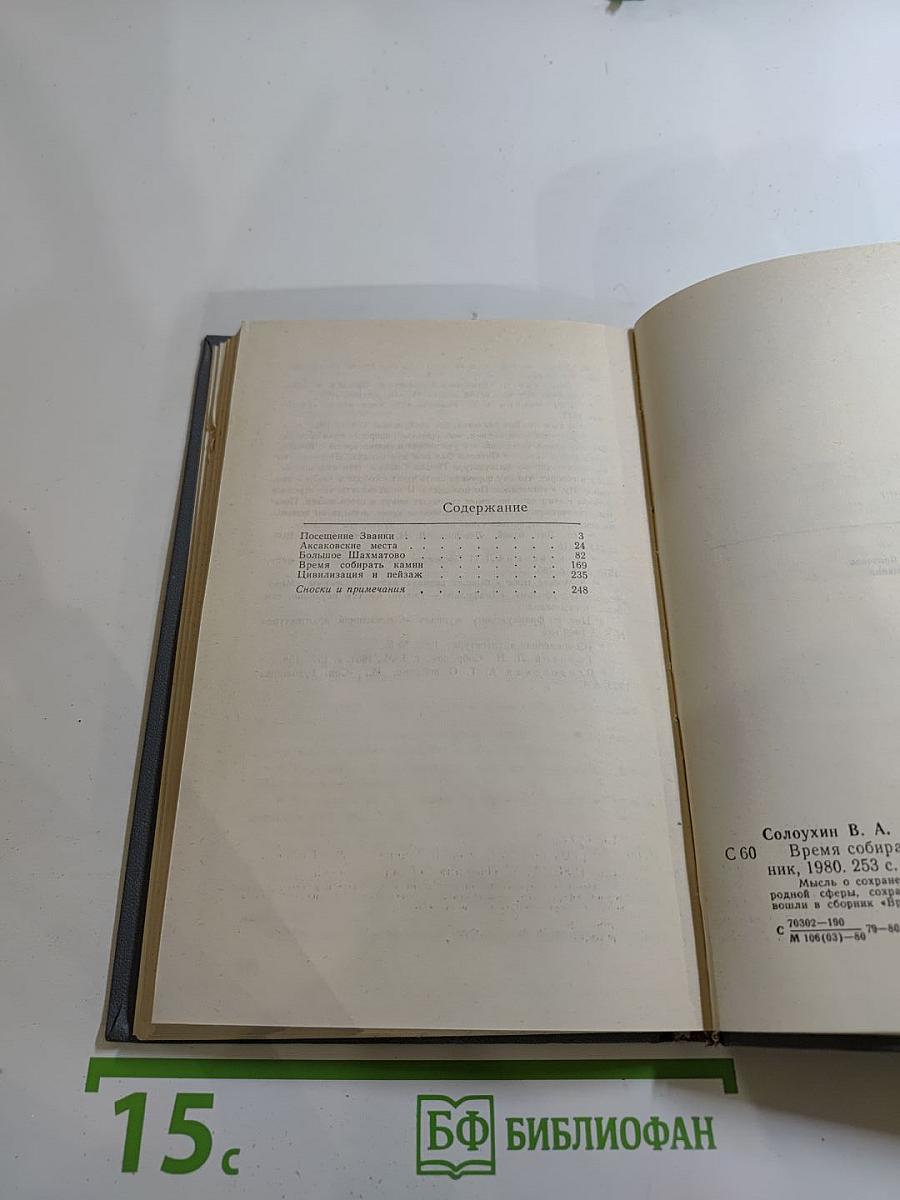 Содержание
Посещение Званки . . . . . . . . 3
Аксаковские места . . . . . . . . 24
Большое Шахматово . . . . . . . 82
Время собирать камни . . . . . . 169
Цивилизация и пейзаж . . . . . . 235
Сноски и примечания . . . . . . . 248
Солоухин В. А.
С 60 Время собира
ник, 1980. 253 с.
Мысль о сохране
родной сферы, сохра
вошли в сборник «Вр
С 70302—190
М 106(03)—80 79—80
15 с
БФ БИБЛИОФАН